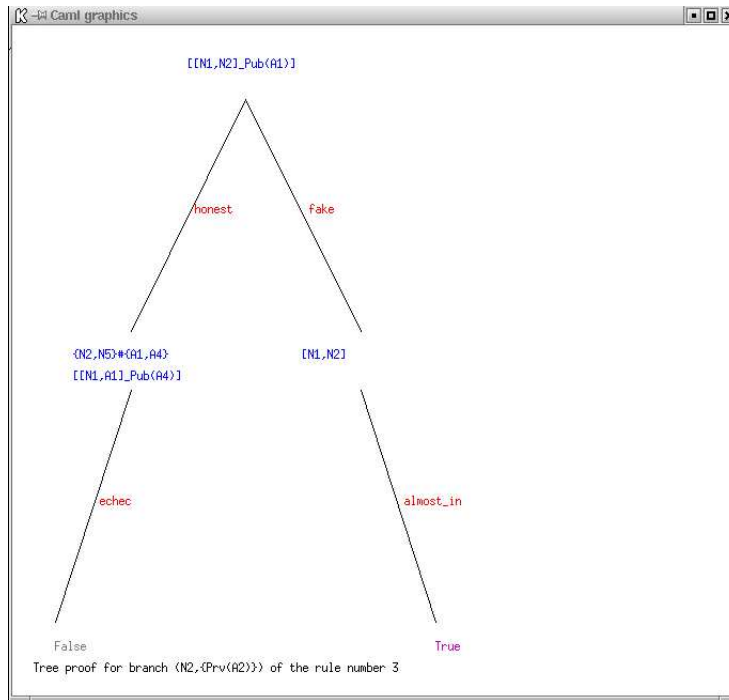 Caml graphics
[[N1,N2]_Pub(A1)]
honest
fake
{N2,N5}#{A1,A4}
[N1,N2]
[[N1,A1]_Pub(A4)]
echec
almost_in
False
True
Tree proof for branch (N2,{Prv(A2)}) of the rule number 3